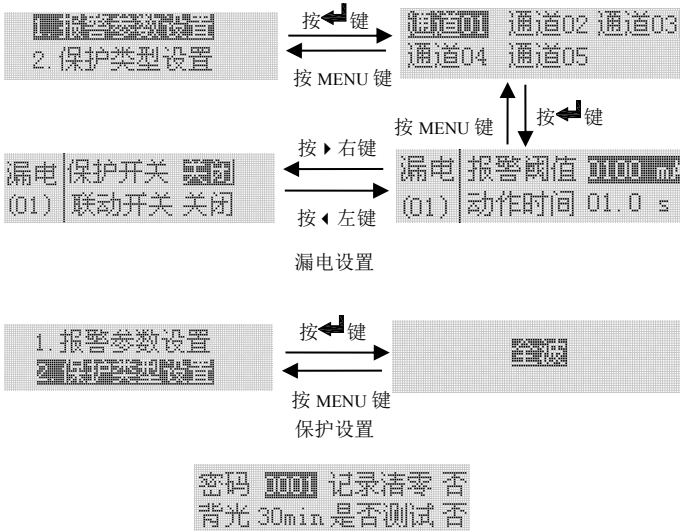 1. 报警参数设置
2. 保护类型设置
按 键
按 MENU 键
通道01 通道02 通道03
通道04 通道05
按 MENU 键
按 键
漏电 保护开关 关闭
(01) 联动开关 关闭
按 右键
按 左键
漏电 报警阈值 0100 mA
(01) 动作时间 01.0 s
漏电设置
1. 报警参数设置
2. 保护类型设置
按 键
按 MENU 键
全波
保护设置
密码 0001 记录清零 否
背光 30min 是否测试 否